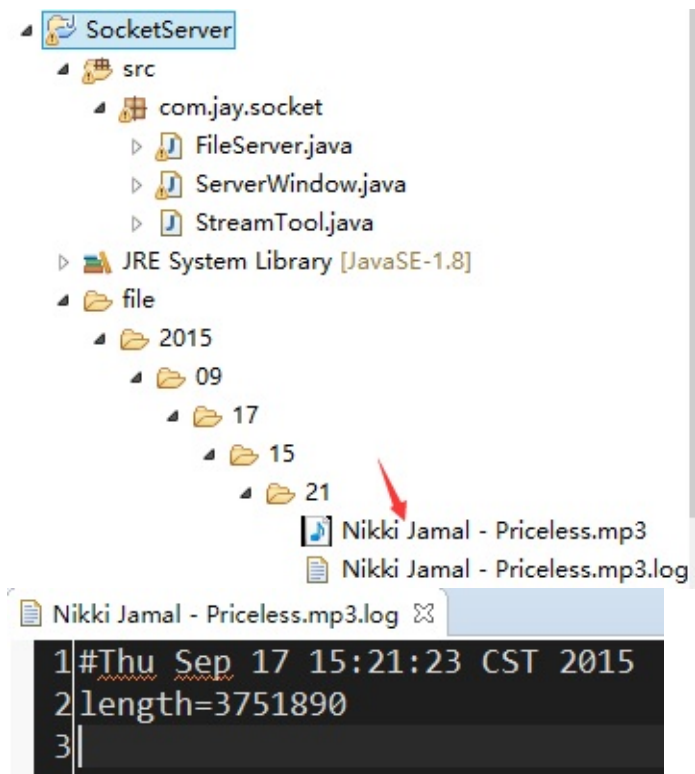 SocketServer
src
com.jay.socket
FileServer.java
ServerWindow.java
StreamTool.java
JRE System Library [JavaSE-1.8]
file
2015
09
17
15
21
Nikki Jamal - Priceless.mp3
Nikki Jamal - Priceless.mp3.log
Nikki Jamal - Priceless.mp3.log
1 #Thu Sep 17 15:21:23 CST 2015
2 length=3751890
3